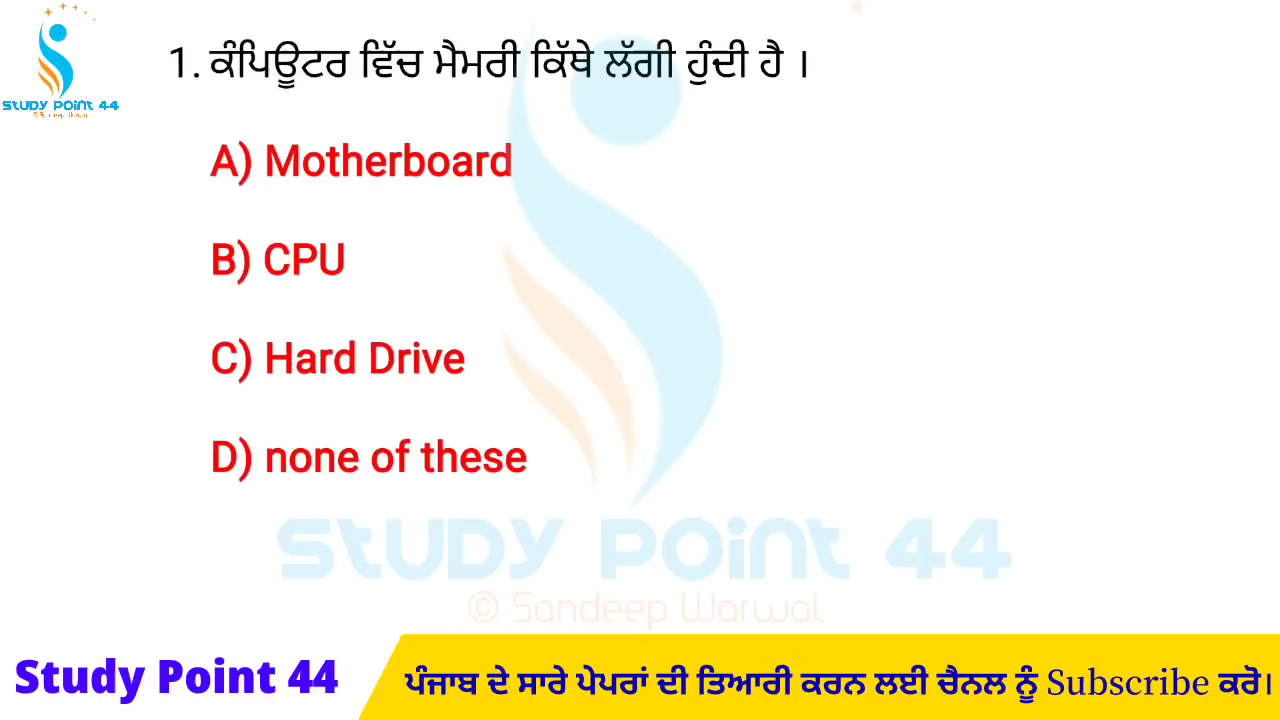 STUDY POINT 44
1. ਕੰਪਿਊਟਰ ਵਿੱਚ ਮੈਮਰੀ ਕਿੱਥੇ ਲੱਗੀ ਹੁੰਦੀ ਹੈ ।
A) Motherboard
B) CPU
C) Hard Drive
D) none of these
STUDY POINT 44
© Sandeep Warwal
Study Point 44
ਪੰਜਾਬ ਦੇ ਸਾਰੇ ਪੇਪਰਾਂ ਦੀ ਤਿਆਰੀ ਕਰਨ ਲਈ ਚੈਨਲ ਨੂੰ Subscribe ਕਰੋ।